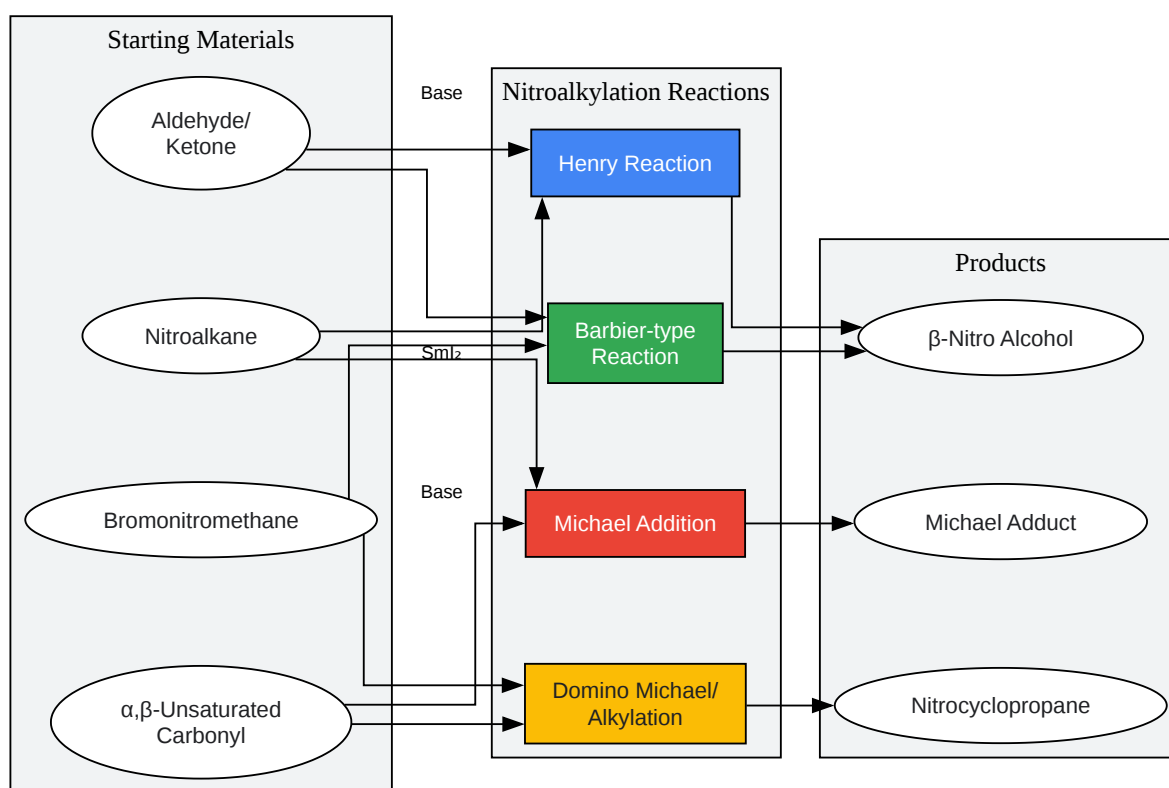 Starting Materials
Aldehyde/
Ketone
Nitroalkane
Bromonitromethane
α,β-Unsaturated
Carbonyl
Base
SmI₂
Base
Nitroalkylation Reactions
Henry Reaction
Barbier-type
Reaction
Michael Addition
Domino Michael/
Alkylation
Products
β-Nitro Alcohol
Michael Adduct
Nitrocyclopropane